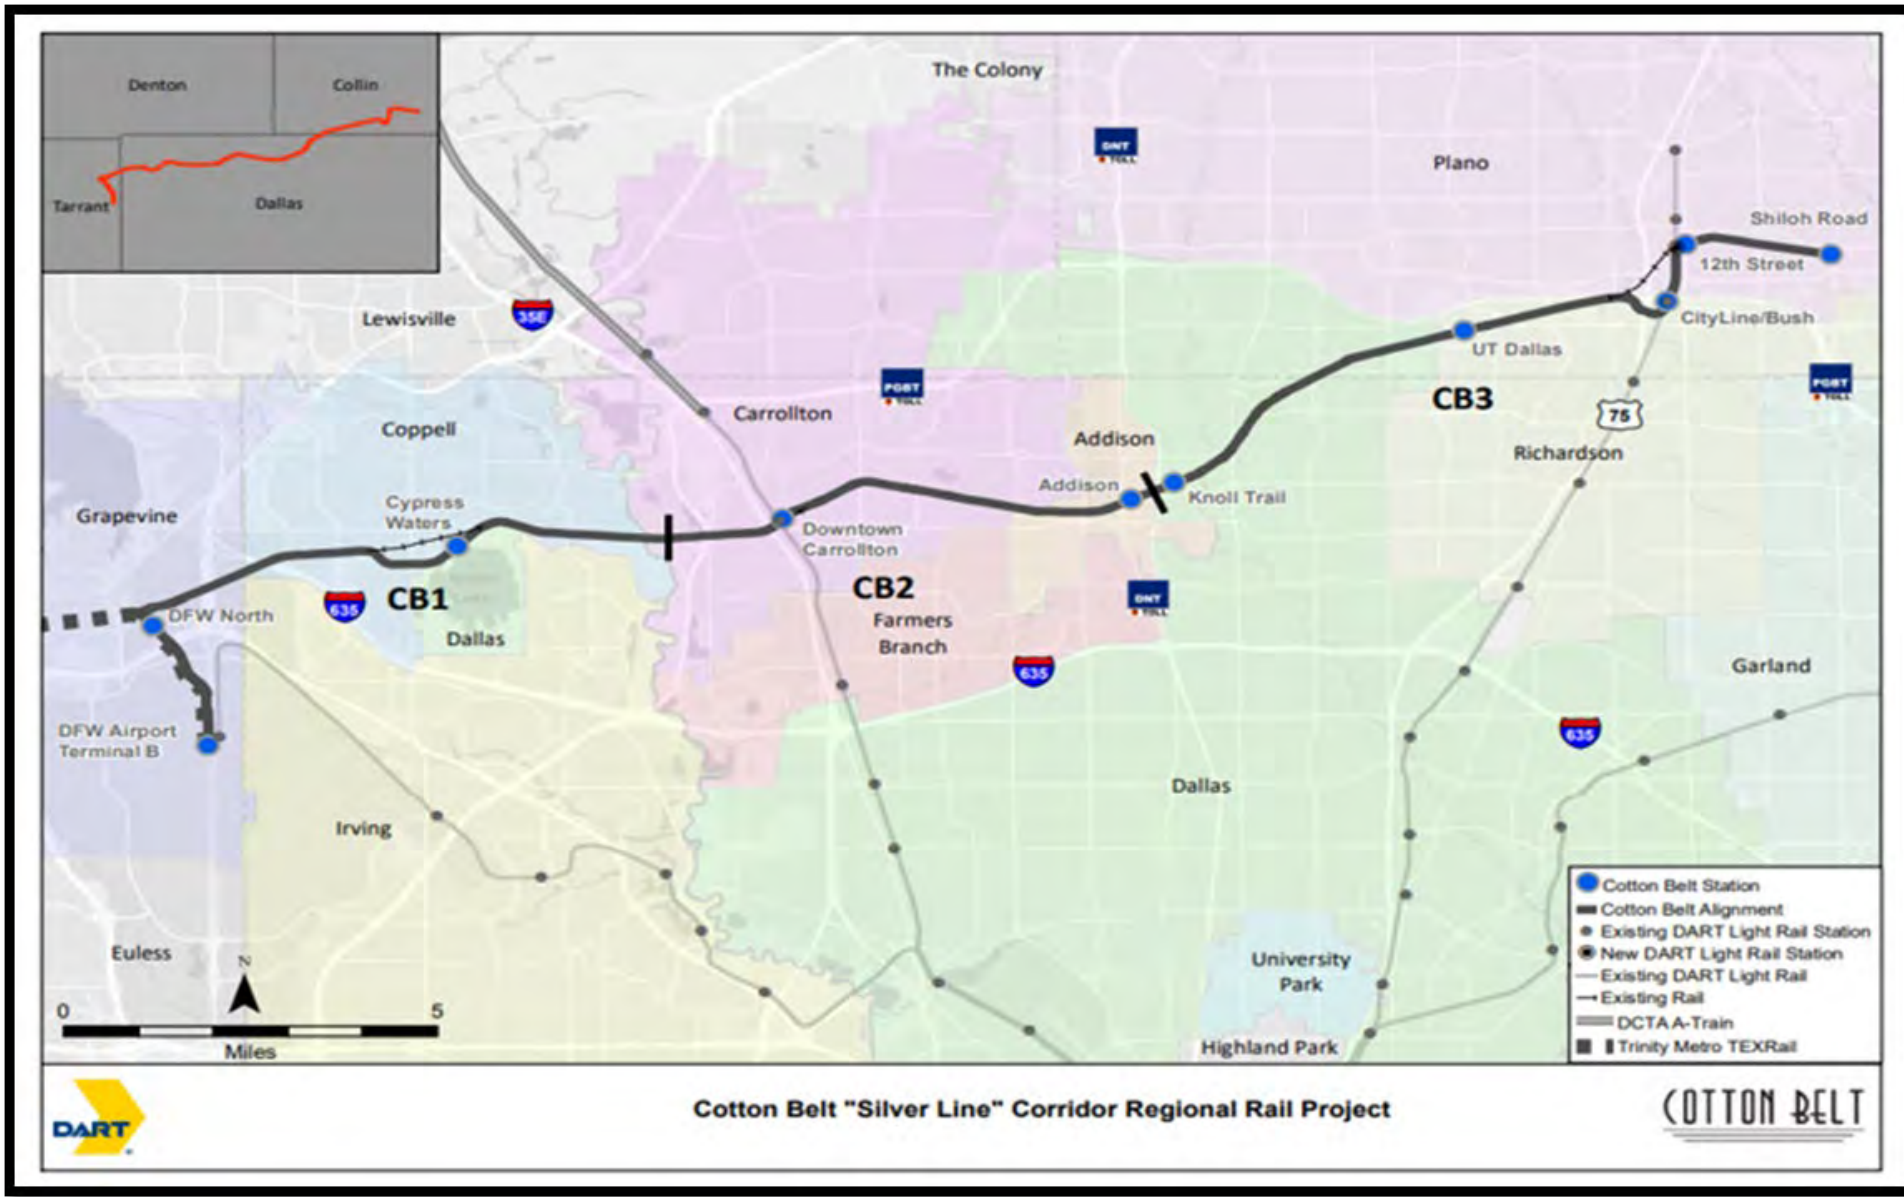 Denton
Collin
Tarrant
Dallas
The Colony
DNT
TOLL
Plano
Shiloh Road
12th Street
CityLine/Bush
UT Dallas
Lewisville
35E
PGBT
TOLL
PGBT
TOLL
CB3
75
Carrollton
Coppell
Addison
Richardson
Addison
Knoll Trail
Cypress
Waters
Grapevine
Downtown
Carrollton
CB2
CB1
635
DFW North
Dallas
Farmers
Branch
DNT
TOLL
635
Garland
DFW Airport
Terminal B
635
Dallas
Irving
Euless
University
Park
Highland Park
N
0
5
Miles
Cotton Belt Station
Cotton Belt Alignment
Existing DART Light Rail Station
New DART Light Rail Station
Existing DART Light Rail
Existing Rail
DCTA A-Train
Trinity Metro TEXRail
DART
Cotton Belt "Silver Line" Corridor Regional Rail Project
COTTON BELT